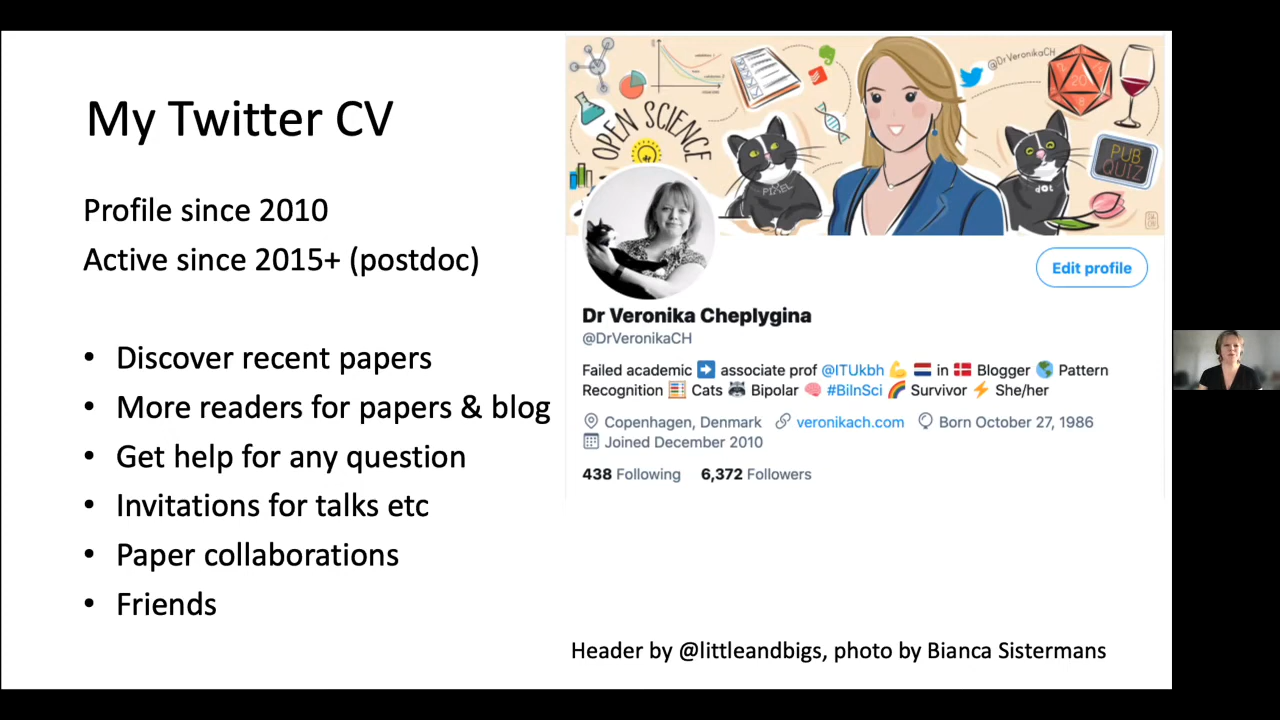 My Twitter CV
Profile since 2010
Active since 2015+ (postdoc)
• Discover recent papers
• More readers for papers & blog
• Get help for any question
• Invitations for talks etc
• Paper collaborations
• Friends
OPEN SCIENCE
PIXEL
@DrVeronikaCH
20
8
dot
PUB
QUIZ
Edit profile
Dr Veronika Cheplygina
@DrVeronikaCH
Failed academic ➡️ associate prof @ITUkbh 💪 🇳🇱 in 🇩🇰 Blogger 🌎 Pattern
Recognition 🧮 Cats 🦝 Bipolar 🧠 #BiInSci 🌈 Survivor ⚡ She/her
Copenhagen, Denmark veronikach.com Born October 27, 1986
Joined December 2010
438 Following 6,372 Followers
Header by @littleandbigs, photo by Bianca Sistermans